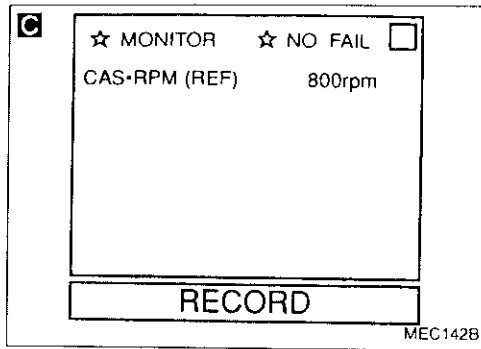 C
☆ MONITOR ☆ NO FAIL
CAS•RPM (REF) 800rpm
RECORD
MEC142B